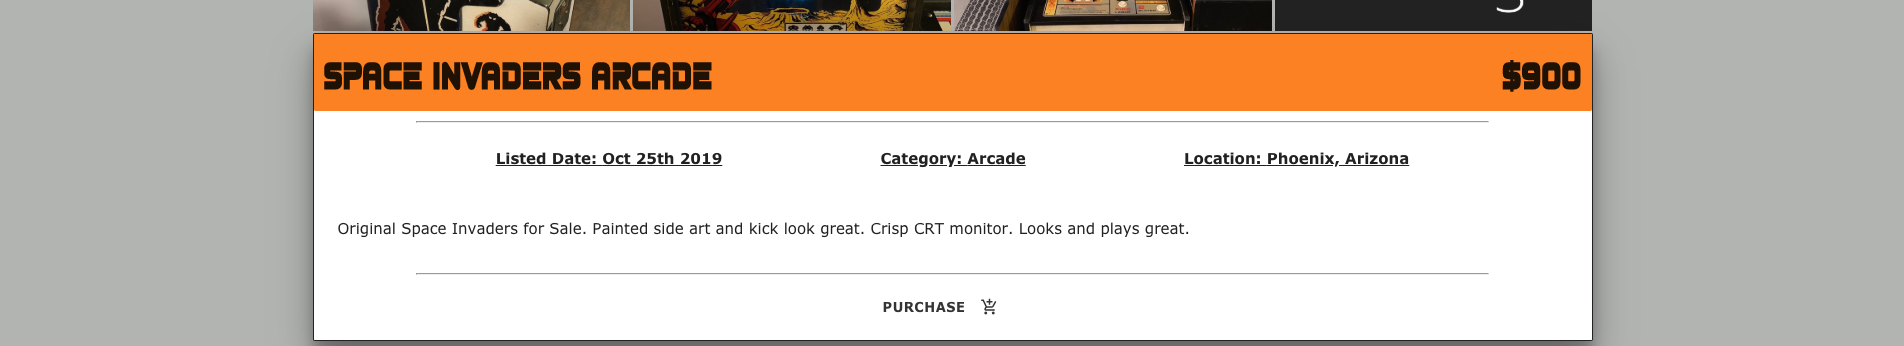 SPACE INVADERS ARCADE $900
Listed Date: Oct 25th 2019 Category: Arcade Location: Phoenix, Arizona
Original Space Invaders for Sale. Painted side art and kick look great. Crisp CRT monitor. Looks and plays great.
PURCHASE